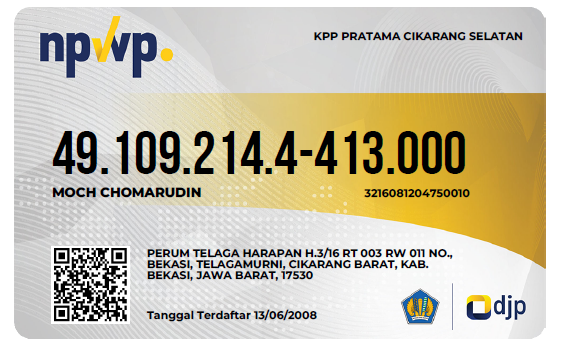 npwp.
KPP PRATAMA CIKARANG SELATAN
49.109.214.4-413.000
MOCH CHOMARUDIN
3216081204750010
PERUM TELAGA HARAPAN H.3/16 RT 003 RW 011 NO.,
BEKASI, TELAGAMURNI, CIKARANG BARAT, KAB.
BEKASI, JAWA BARAT, 17530
Tanggal Terdaftar 13/06/2008
djp